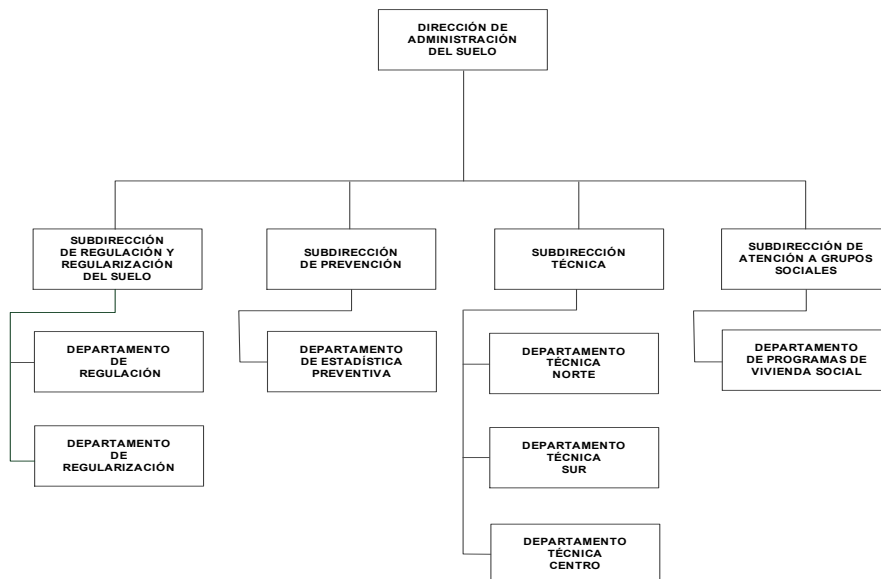 DIRECCIÓN DE
ADMINISTRACIÓN
DEL SUELO
SUBDIRECCIÓN
DE REGULACIÓN Y
REGULARIZACIÓN
DEL SUELO
SUBDIRECCIÓN
DE PREVENCIÓN
SUBDIRECCIÓN
TÉCNICA
SUBDIRECCIÓN DE
ATENCIÓN A GRUPOS
SOCIALES
DEPARTAMENTO
DE
REGULACIÓN
DEPARTAMENTO
DE ESTADÍSTICA
PREVENTIVA
DEPARTAMENTO
TÉCNICA
NORTE
DEPARTAMENTO
DE PROGRAMAS DE
VIVIENDA SOCIAL
DEPARTAMENTO
DE
REGULARIZACIÓN
DEPARTAMENTO
TÉCNICA
SUR
DEPARTAMENTO
TÉCNICA
CENTRO